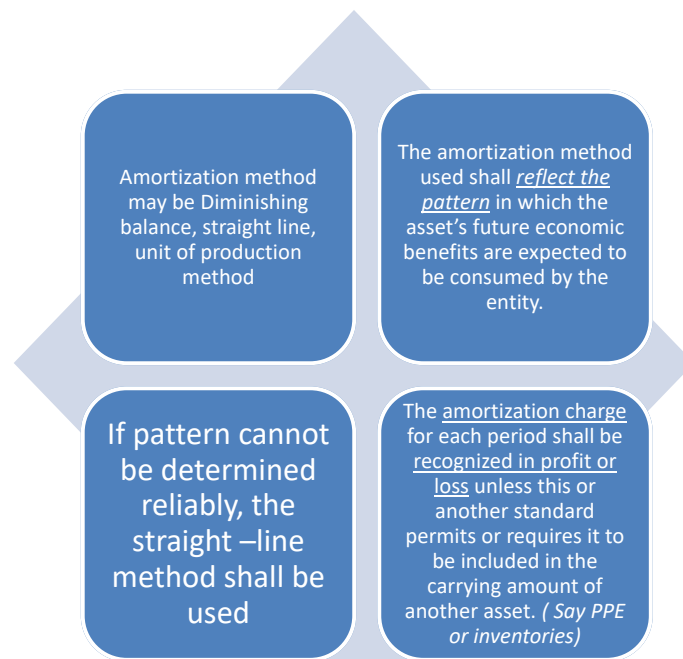 Amortization method
may be Diminishing
balance, straight line,
unit of production
method
The amortization method
used shall reflect the
pattern in which the
asset's future economic
benefits are expected to
be consumed by the
entity.
If pattern cannot
be determined
reliably, the
straight –line
method shall be
used
The amortization charge
for each period shall be
recognized in profit or
loss unless this or
another standard
permits or requires it to
be included in the
carrying amount of
another asset. ( Say PPE
or inventories)